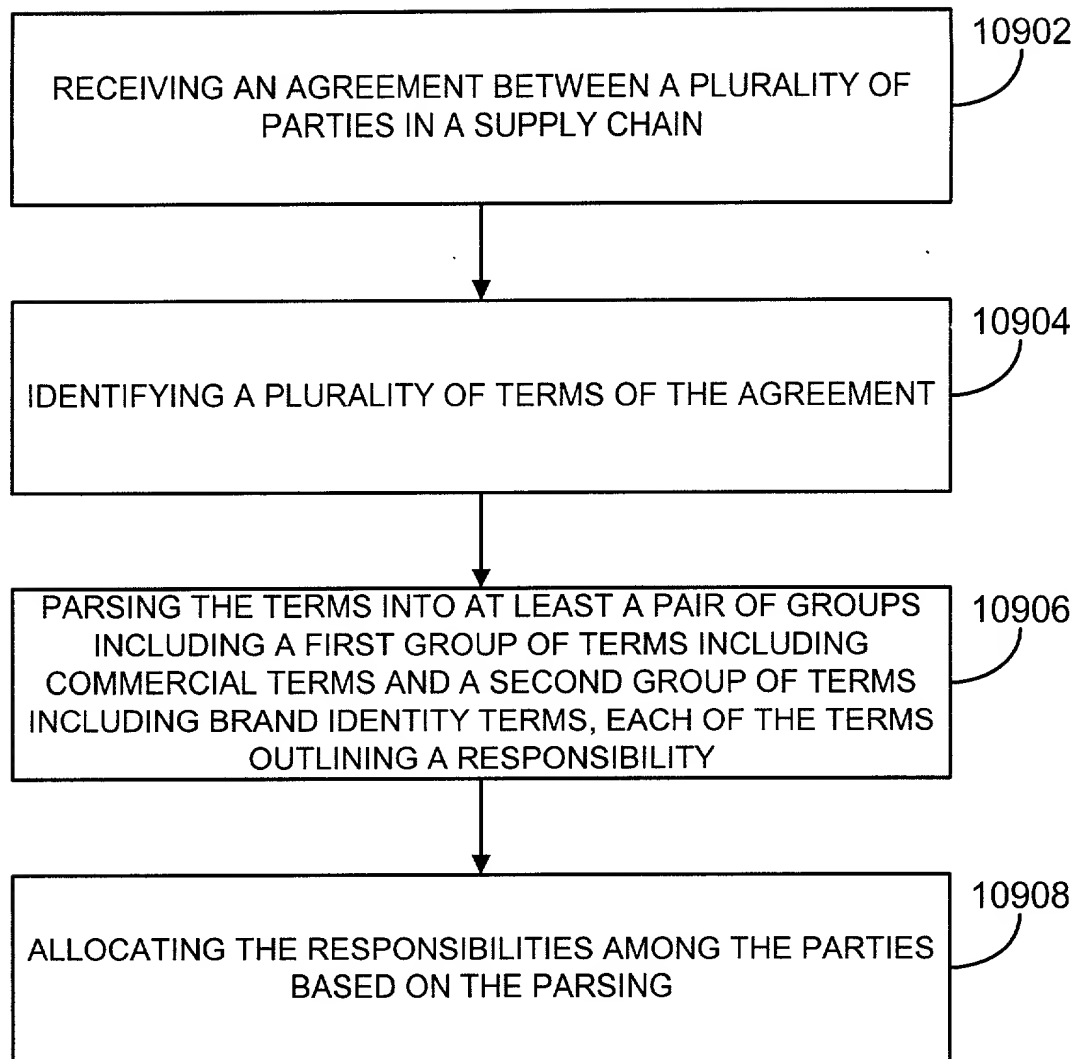 10902
RECEIVING AN AGREEMENT BETWEEN A PLURALITY OF
PARTIES IN A SUPPLY CHAIN
10904
IDENTIFYING A PLURALITY OF TERMS OF THE AGREEMENT
10906
PARSING THE TERMS INTO AT LEAST A PAIR OF GROUPS
INCLUDING A FIRST GROUP OF TERMS INCLUDING
COMMERCIAL TERMS AND A SECOND GROUP OF TERMS
INCLUDING BRAND IDENTITY TERMS, EACH OF THE TERMS
OUTLINING A RESPONSIBILITY
10908
ALLOCATING THE RESPONSIBILITIES AMONG THE PARTIES
BASED ON THE PARSING